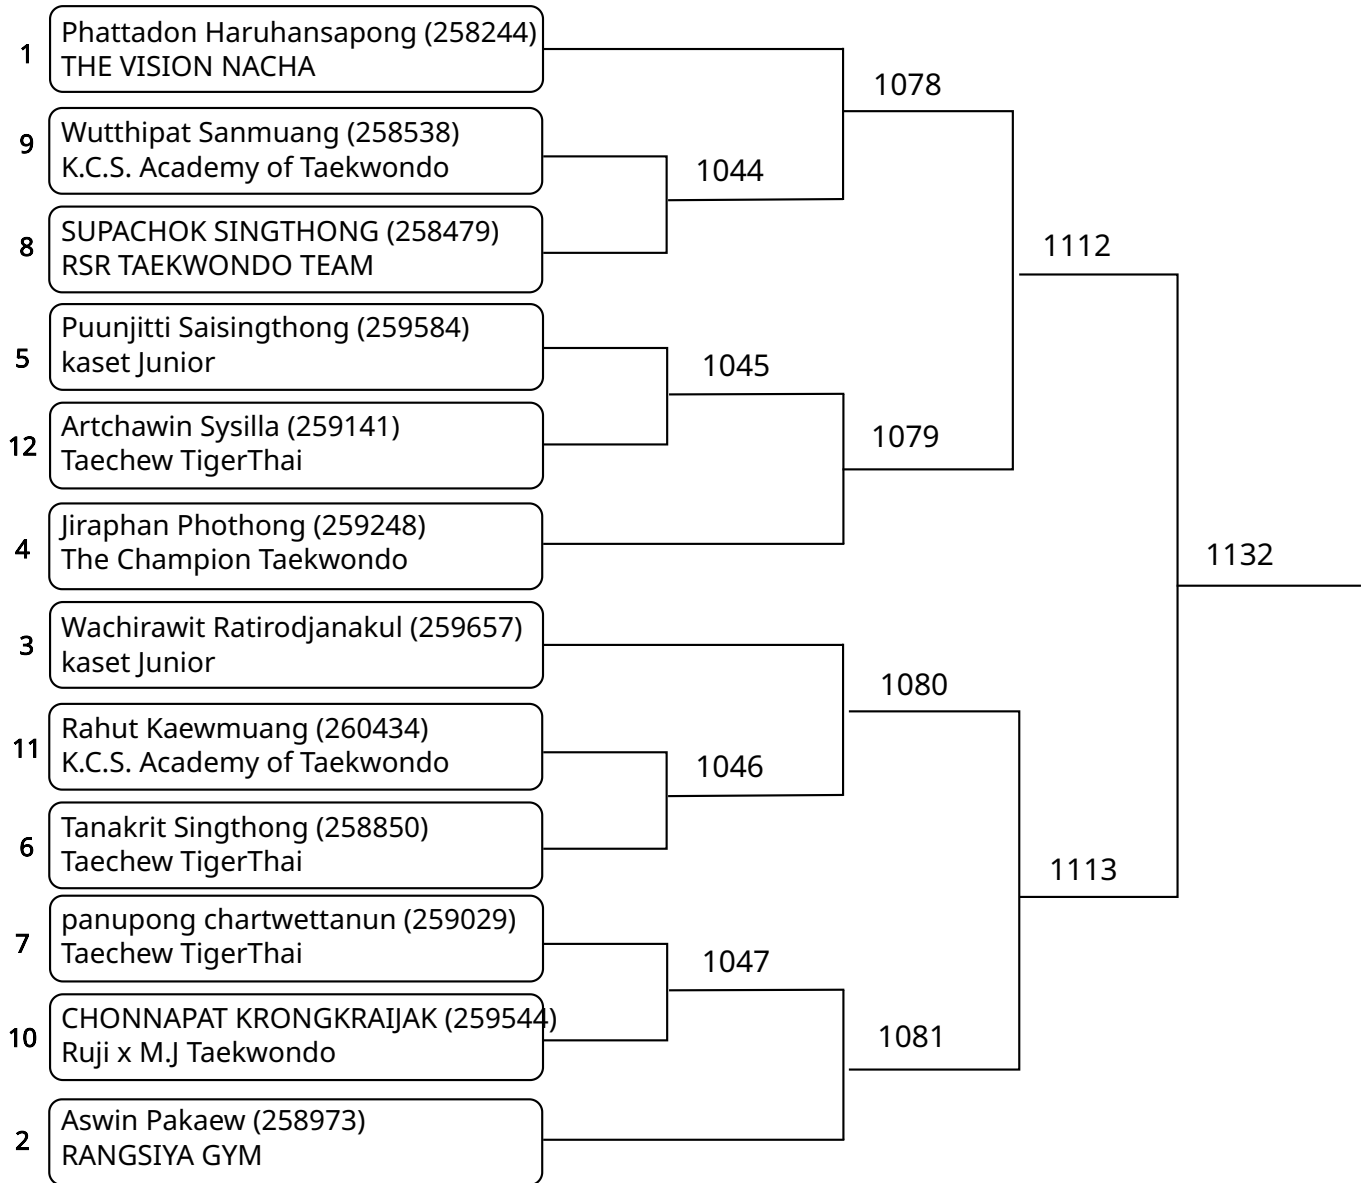 1
Phattadon Haruhansapong (258244)
THE VISION NACHA
1078
9
Wutthipat Sanmuang (258538)
K.C.S. Academy of Taekwondo
1044
8
SUPACHOK SINGTHONG (258479)
RSR TAEKWONDO TEAM
1112
5
Puunjitti Saisingthong (259584)
kaset Junior
1045
12
Artchawin Sysilla (259141)
Taechew TigerThai
1079
4
Jiraphan Phothong (259248)
The Champion Taekwondo
1132
3
Wachirawit Ratirodjanakul (259657)
kaset Junior
1080
11
Rahut Kaewmuang (260434)
K.C.S. Academy of Taekwondo
1046
6
Tanakrit Singthong (258850)
Taechew TigerThai
1113
7
panupong chartwettanun (259029)
Taechew TigerThai
1047
10
CHONNAPAT KRONGKRAIJAK (259544)
Ruji x M.J Taekwondo
1081
2
Aswin Pakaew (258973)
RANGSIYA GYM